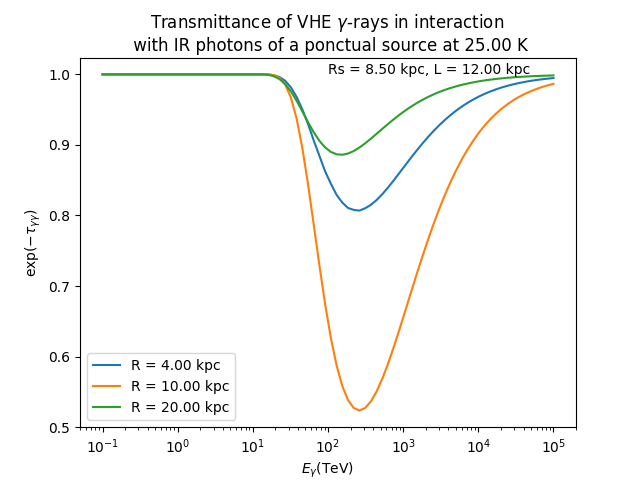 Transmittance of VHE γ-rays in interaction
with IR photons of a ponctual source at 25.00 K
Rs = 8.50 kpc, L = 12.00 kpc
1.0
0.9
0.8
0.7
0.6
0.5
exp(−τγγ)
R = 4.00 kpc
R = 10.00 kpc
R = 20.00 kpc
10⁻¹ 10⁰ 10¹ 10² 10³ 10⁴ 10⁵
Eγ(TeV)